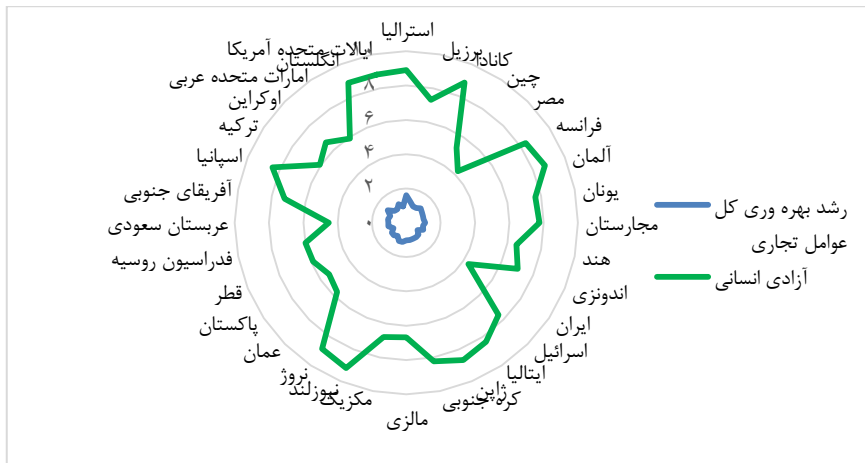 استرالیا
برزیل
کانادا
چین
مصر
فرانسه
آلمان
یونان
مجارستان
هند
اندونزی
ایران
اسرائیل
ایتالیا
ژاپن
کره جنوبی
مالزی
مکزیک
نیوزلند
نروژ
عمان
پاکستان
قطر
فدراسیون روسیه
عربستان سعودی
آفریقای جنوبی
اسپانیا
ترکیه
اوکراین
امارات متحده عربی
انگلستان
ایالات متحده آمریکا
۱۰
۸
۶
۴
۲
۰
رشد بهره وری کل
عوامل تجاری
آزادی انسانی